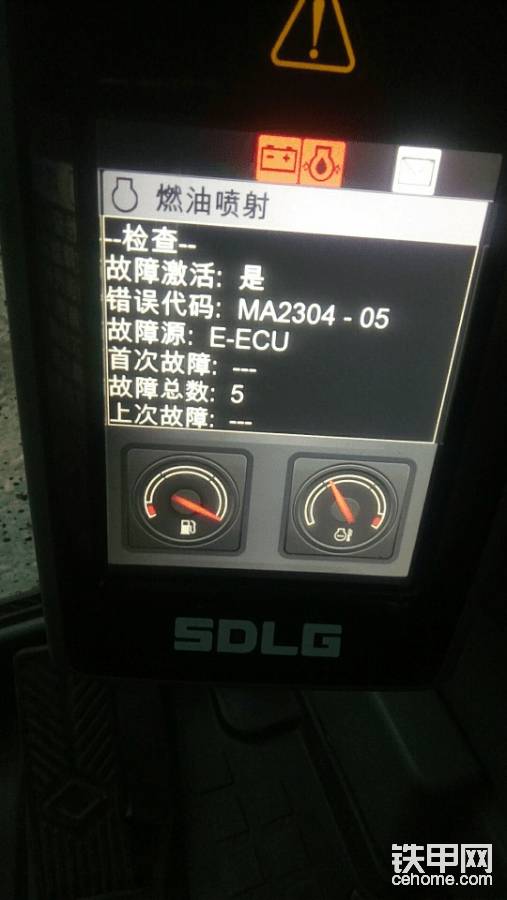 燃油喷射
--检查--
故障激活: 是
错误代码: MA2304 - 05
故障源: E-ECU
首次故障: ---
故障总数: 5
上次故障: ---
SDLG
铁甲网
cehome.com